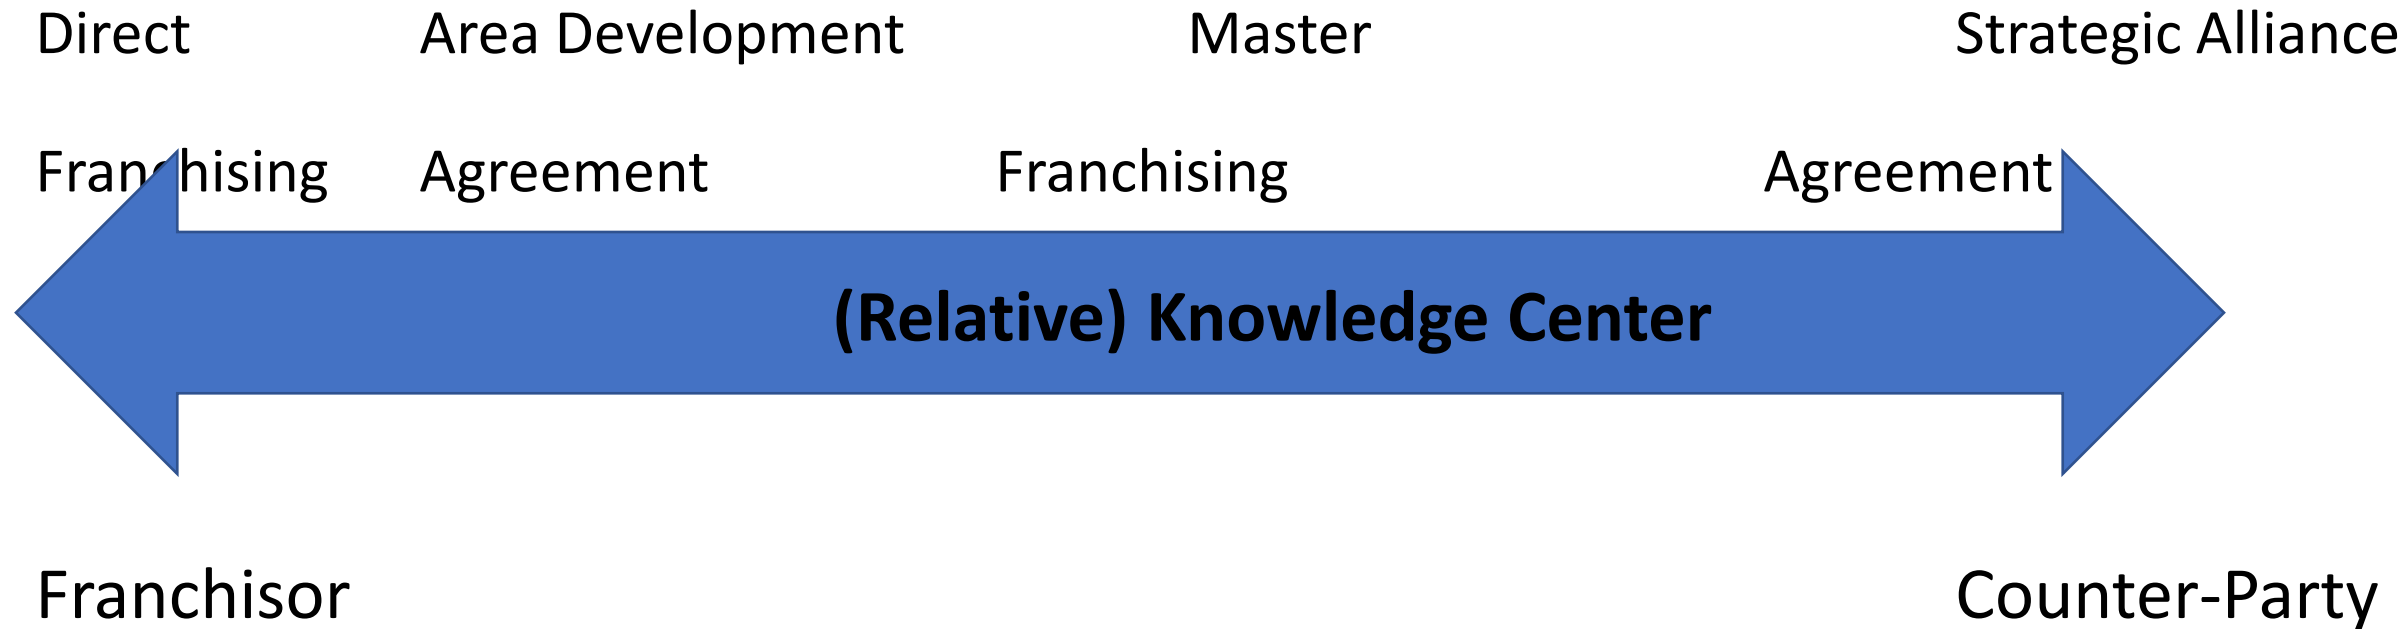 Direct Area Development Master Strategic Alliance
Franchising Agreement Franchising Agreement
(Relative) Knowledge Center
Franchisor Counter-Party